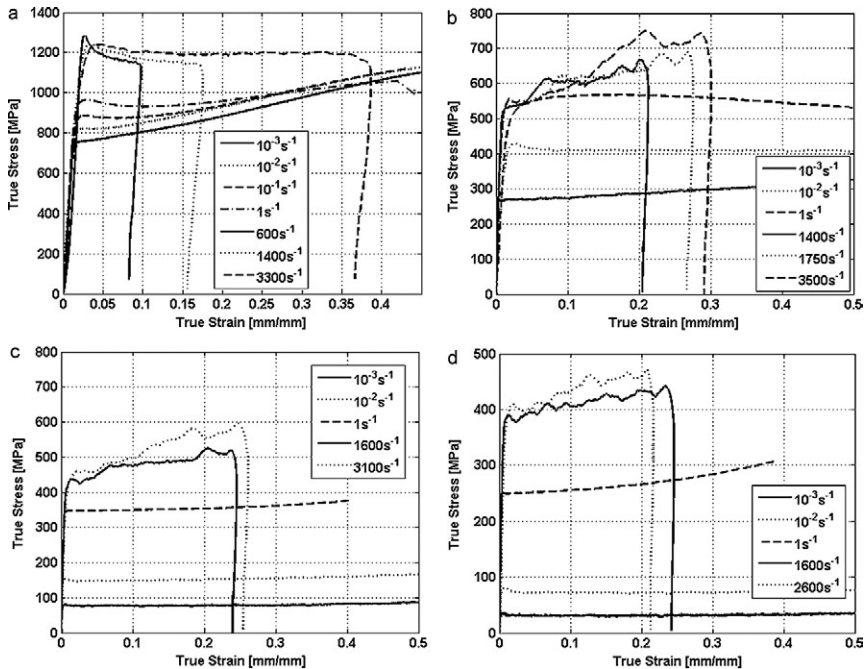 a
1400
1200
1000
800
600
400
200
0
True Stress [MPa]
0 0.05 0.1 0.15 0.2 0.25 0.3 0.35 0.4
True Strain [mm/mm]
10⁻³s⁻¹
10⁻²s⁻¹
10⁻¹s⁻¹
1s⁻¹
600s⁻¹
1400s⁻¹
3300s⁻¹
b
800
700
600
500
400
300
200
100
0
True Stress [MPa]
0 0.1 0.2 0.3 0.4 0.5
True Strain [mm/mm]
10⁻³s⁻¹
10⁻²s⁻¹
1s⁻¹
1400s⁻¹
1750s⁻¹
3500s⁻¹
c
800
700
600
500
400
300
200
100
0
True Stress [MPa]
0 0.1 0.2 0.3 0.4 0.5
True Strain [mm/mm]
10⁻³s⁻¹
10⁻²s⁻¹
1s⁻¹
1600s⁻¹
3100s⁻¹
d
500
400
300
200
100
50
0
True Stress [MPa]
0 0.1 0.2 0.3 0.4 0.5
True Strain [mm/mm]
10⁻³s⁻¹
10⁻²s⁻¹
1s⁻¹
1600s⁻¹
2600s⁻¹